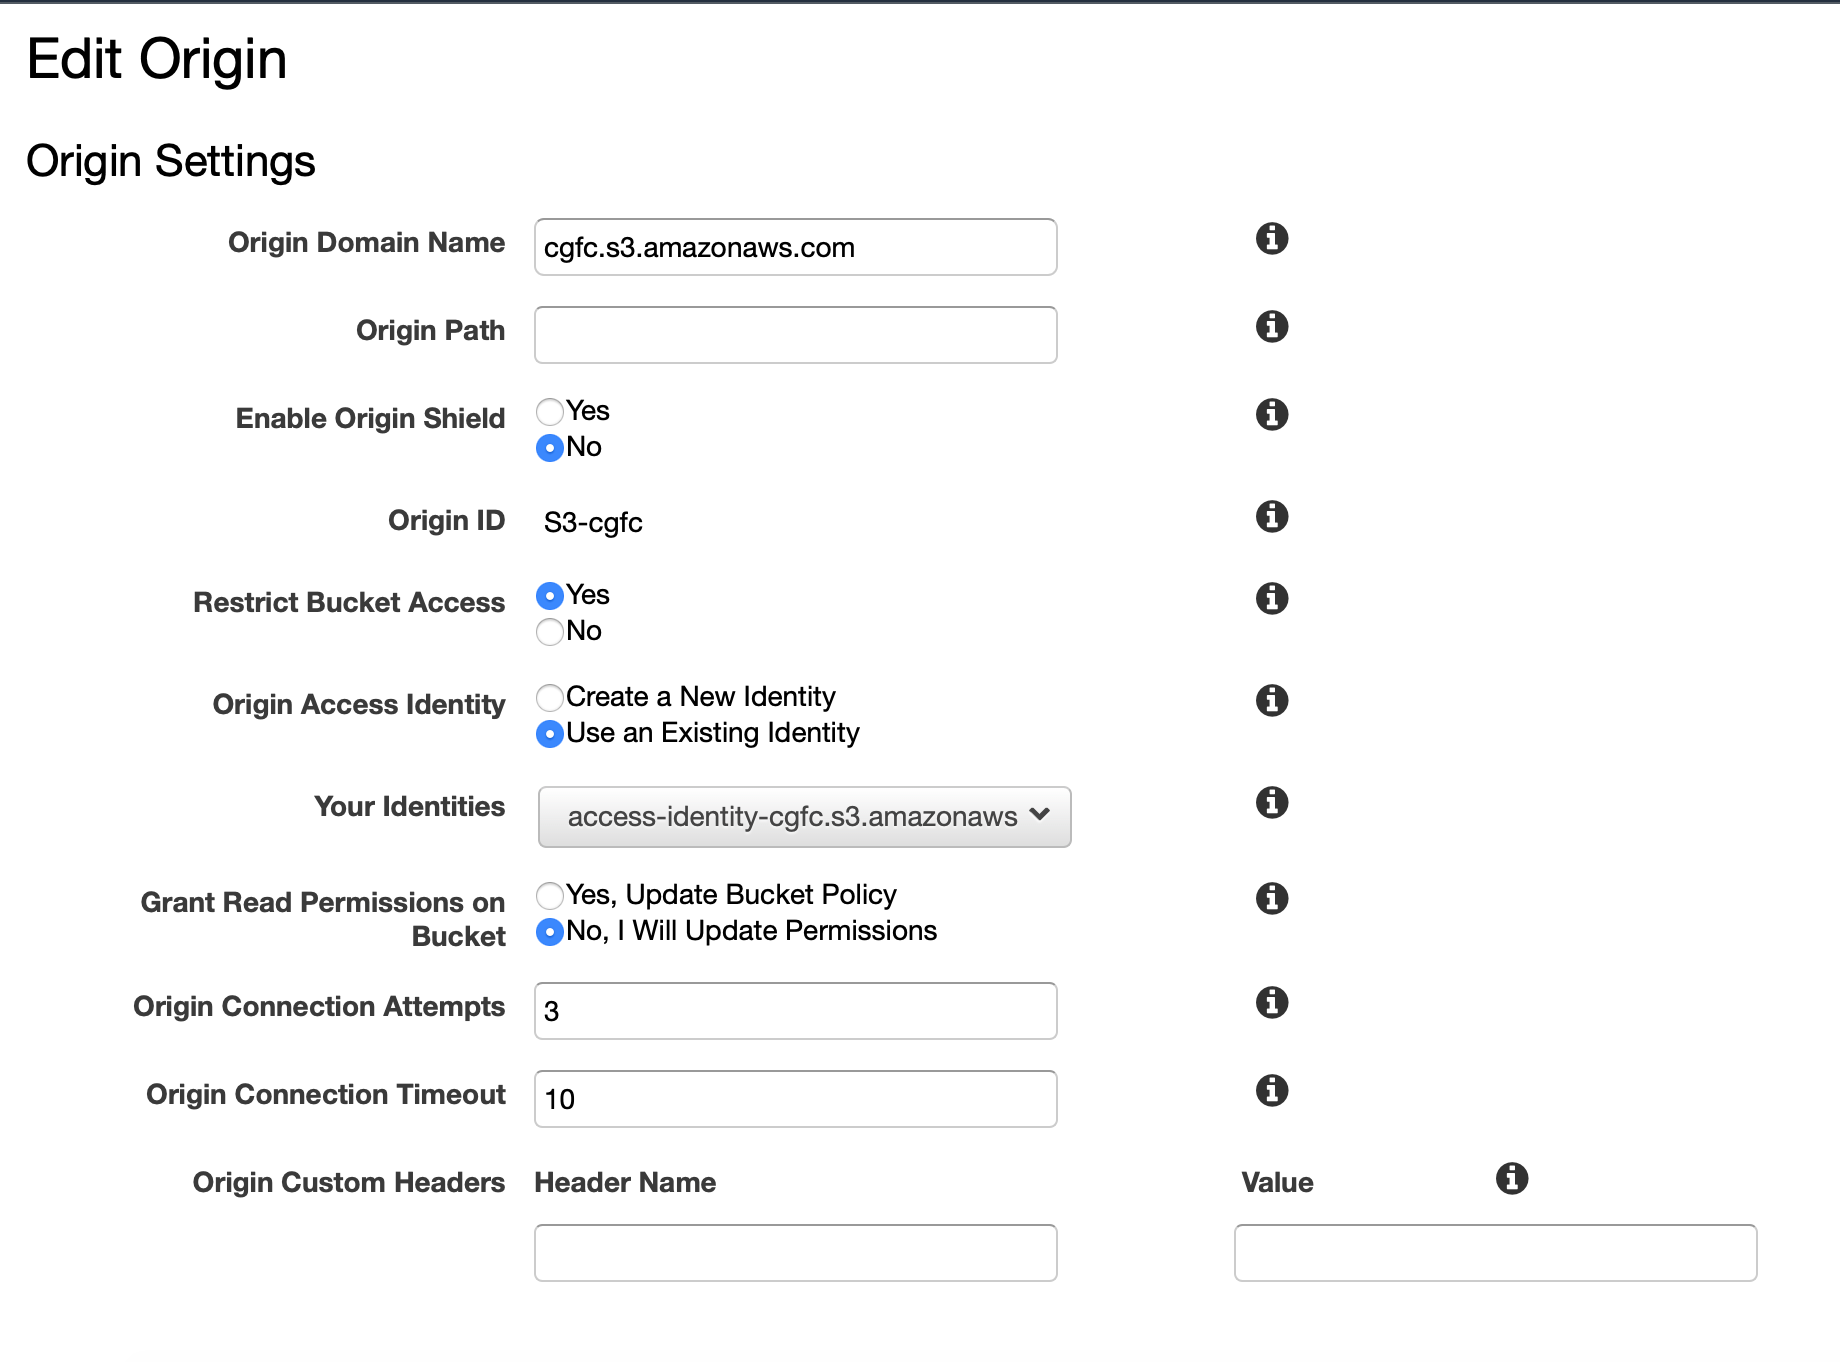 Edit Origin
Origin Settings
Origin Domain Name cgfc.s3.amazonaws.com
Origin Path
Enable Origin Shield Yes
No
Origin ID S3-cgfc
Restrict Bucket Access Yes
No
Origin Access Identity Create a New Identity
Use an Existing Identity
Your Identities access-identity-cgfc.s3.amazonaws
Grant Read Permissions on Yes, Update Bucket Policy
Bucket No, I Will Update Permissions
Origin Connection Attempts 3
Origin Connection Timeout 10
Origin Custom Headers Header Name Value